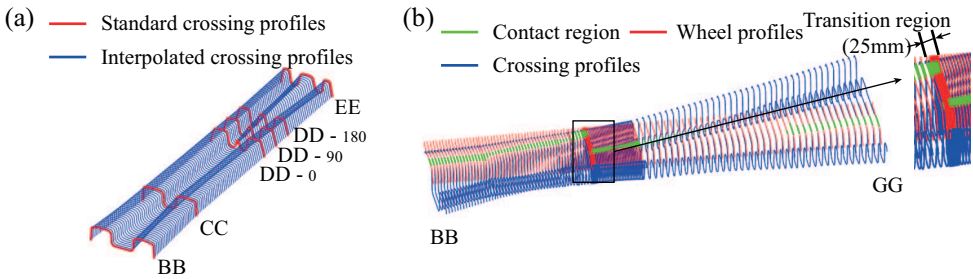 (a)
Standard crossing profiles
Interpolated crossing profiles
EE
DD - 180
DD - 90
DD - 0
CC
BB
(b)
Contact region
Wheel profiles
Crossing profiles
Transition region
(25mm)
GG
BB